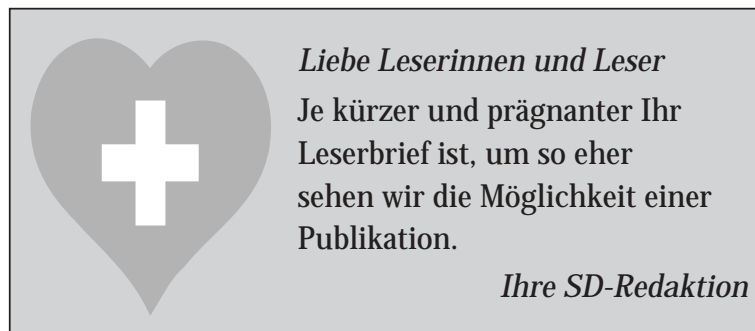 Liebe Leserinnen und Leser
Je kürzer und prägnanter Ihr
Leserbrief ist, um so eher
sehen wir die Möglichkeit einer
Publikation.
Ihre SD-Redaktion